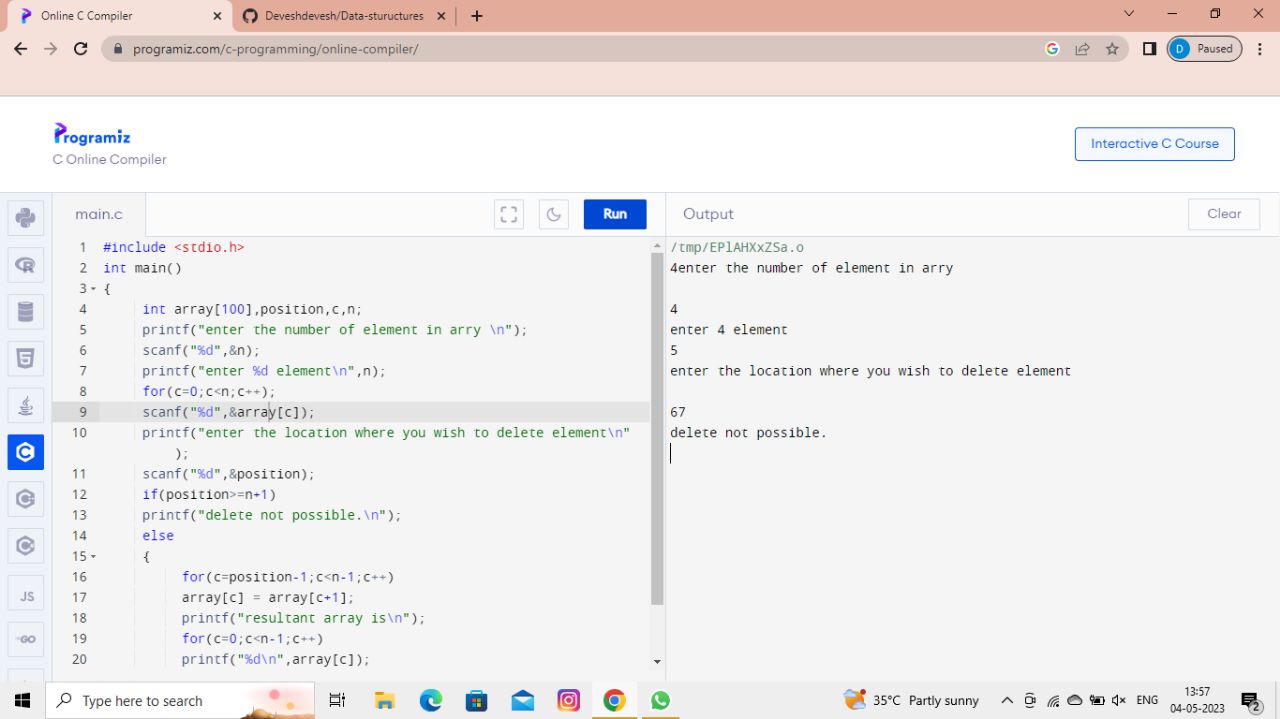 Online C Compiler
Deveshdevesh/Data-sturuectures
programiz.com/c-programming/online-compiler/
D Paused
Programiz
C Online Compiler
Interactive C Course
main.c
Run
Output
Clear
1 #include <stdio.h>
2 int main()
3 {
4 int array[100],position,c,n;
5 printf("enter the number of element in arry \n");
6 scanf("%d",&n);
7 printf("enter %d element\n",n);
8 for(c=0;c<n;c++);
9 scanf("%d",&array[c]);
10 printf("enter the location where you wish to delete element\n"
);
11 scanf("%d",&position);
12 if(position>=n+1)
13 printf("delete not possible.\n");
14 else
15 {
16 for(c=position-1;c<n-1;c++)
17 array[c] = array[c+1];
18 printf("resultant array is\n");
19 for(c=0;c<n-1;c++)
20 printf("%d\n",array[c]);
/tmp/EPlAHXxZSa.o
4enter the number of element in arry
4
enter 4 element
5
enter the location where you wish to delete element
67
delete not possible.
JS
GO
Type here to search
35°C Partly sunny
ENG
13:57
04-05-2023
2